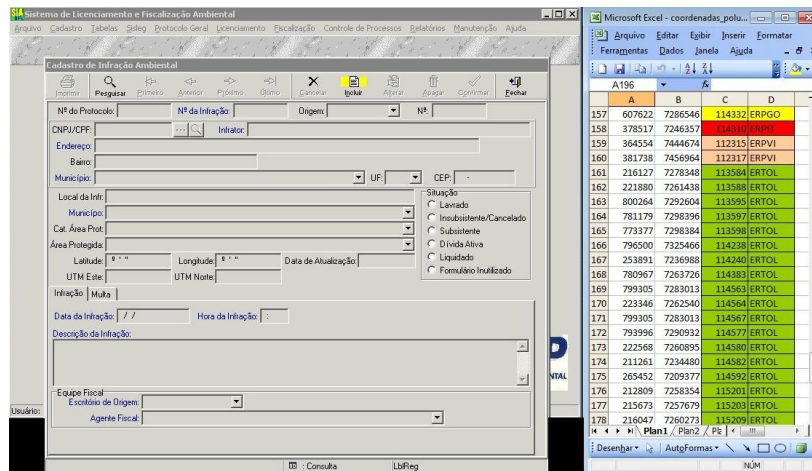 SIA Sistema de Licenciamento e Fiscalização Ambiental
Arquivo Cadastro Tabelas Sisleg Protocolo Geral Licenciamento Fiscalização Controle de Processos Relatórios Manutenção Ajuda
Cadastro de Infração Ambiental
Imprimir Pesquisar Primeiro Anterior Próximo Último Cancelar Incluir Alterar Apagar Confirmar Fechar
Nº do Protocolo: Nº da Infração: Origem: Nº:
CNPJ/CPF: ... Infrator:
Endereço:
Bairro:
Município: UF: CEP: -
Local da Infr:
Município:
Cat. Área Prot:
Área Protegida:
Latitude: º ' " Longitude: º ' " Data de Atualização:
UTM Este: UTM Norte:
Situação
Lavrado
Insubsistente/Cancelado
Subsistente
Dívida Ativa
Liquidado
Formulário Inutilizado
Infração Multa
Data da Infração: / / Hora da Infração: :
Descrição da Infração:
Equipe Fiscal
Escritório de Origem:
Agente Fiscal:
Usuário:
NTAL
: Consulta LblReg
Microsoft Excel - coordenadas_polu...
Arquivo Editar Exibir Inserir Formatar
Ferramentas Dados Janela Ajuda
A196 fx
A B C D
157 607622 7286546 114332 ERPGO
158 378517 7246357 114310 ERPIT
159 364554 7444674 112315 ERPVI
160 381738 7456964 112317 ERPVI
161 216127 7278348 113584 ERTOL
162 221880 7261438 113588 ERTOL
163 800264 7292604 113595 ERTOL
164 781179 7298396 113597 ERTOL
165 773377 7298384 113598 ERTOL
166 796500 7325466 114238 ERTOL
167 253891 7236988 114240 ERTOL
168 780967 7263726 114383 ERTOL
169 799305 7283013 114563 ERTOL
170 223346 7262540 114564 ERTOL
171 799305 7283013 114567 ERTOL
172 793996 7290932 114577 ERTOL
173 222568 7260895 114580 ERTOL
174 211261 7234480 114582 ERTOL
175 265452 7209377 114592 ERTOL
176 212809 7258354 115201 ERTOL
177 215673 7257679 115203 ERTOL
178 216047 7260273 115209 ERTOL
Plan1 Plan2 Pla
Desenhar AutoFormas
NÚM